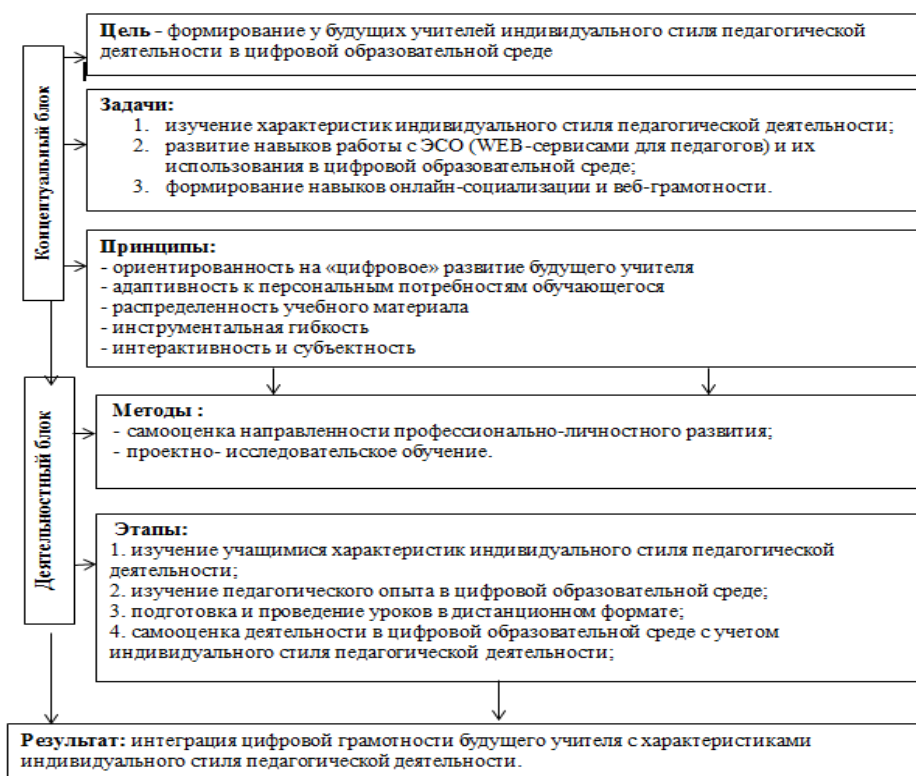 Цель - формирование у будущих учителей индивидуального стиля педагогической
деятельности в цифровой образовательной среде
Концептуальный блок
Задачи:
1. изучение характеристик индивидуального стиля педагогической деятельности;
2. развитие навыков работы с ЭСО (WEB-сервисами для педагогов) и их
использования в цифровой образовательной среде;
3. формирование навыков онлайн-социализации и веб-грамотности.
Принципы:
- ориентированность на «цифровое» развитие будущего учителя
- адаптивность к персональным потребностям обучающегося
- распределенность учебного материала
- инструментальная гибкость
- интерактивность и субъектность
Деятельностный блок
Методы :
- самооценка направленности профессионально-личностного развития;
- проектно- исследовательское обучение.
Этапы:
1. изучение учащимися характеристик индивидуального стиля педагогической
деятельности;
2. изучение педагогического опыта в цифровой образовательной среде;
3. подготовка и проведение уроков в дистанционном формате;
4. самооценка деятельности в цифровой образовательной среде с учетом
индивидуального стиля педагогической деятельности;
Результат: интеграция цифровой грамотности будущего учителя с характеристиками
индивидуального стиля педагогической деятельности.